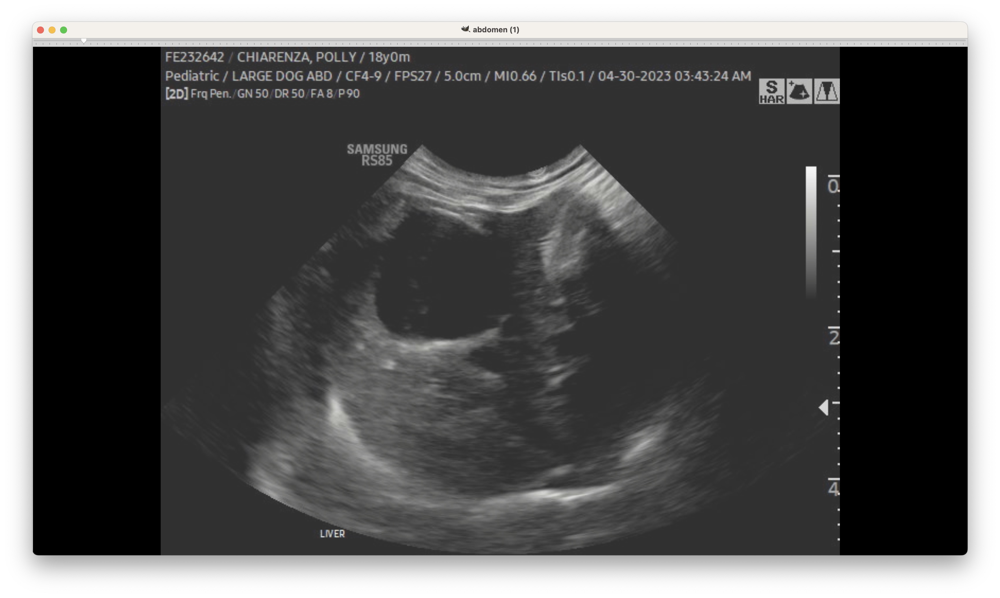 abdomen (1)
FE232642 / CHIARENZA, POLLY / 18y0m
Pediatric / LARGE DOG ABD / CF4-9 / FPS27 / 5.0cm / MI0.66 / TIs0.1 / 04-30-2023 03:43:24 AM
[2D] Frq Pen./GN 50/DR 50/FA 8/P 90
S
HAR
SAMSUNG
RS85
0
2
4
LIVER